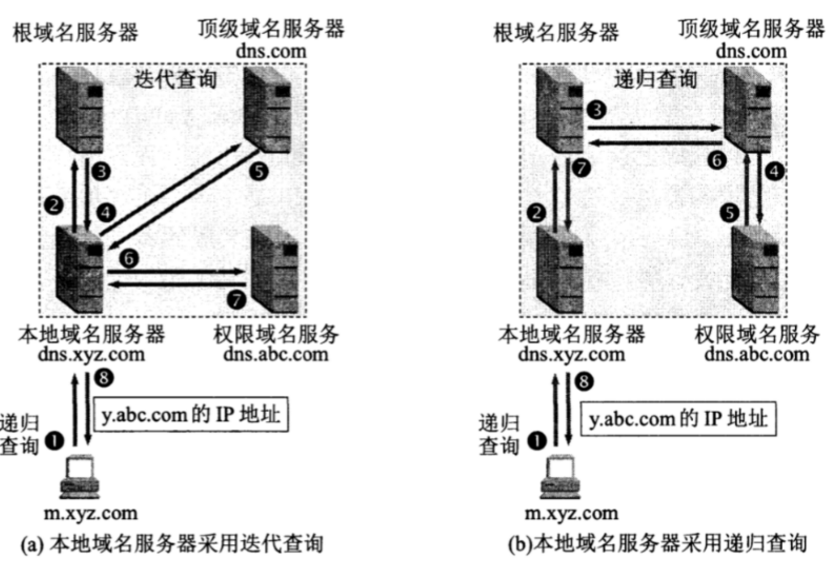 根域名服务器
顶级域名服务器
dns.com
迭代查询
❸
❺
❷
❹
❻
❼
本地域名服务器
dns.xyz.com
权限域名服务
dns.abc.com
❽
y.abc.com 的 IP 地址
递归
查询
❶
m.xyz.com
(a) 本地域名服务器采用迭代查询
根域名服务器
顶级域名服务器
dns.com
递归查询
❸
❻
❼
❹
❷
❺
本地域名服务器
dns.xyz.com
权限域名服务
dns.abc.com
❽
y.abc.com 的 IP 地址
递归
查询
❶
m.xyz.com
(b)本地域名服务器采用递归查询